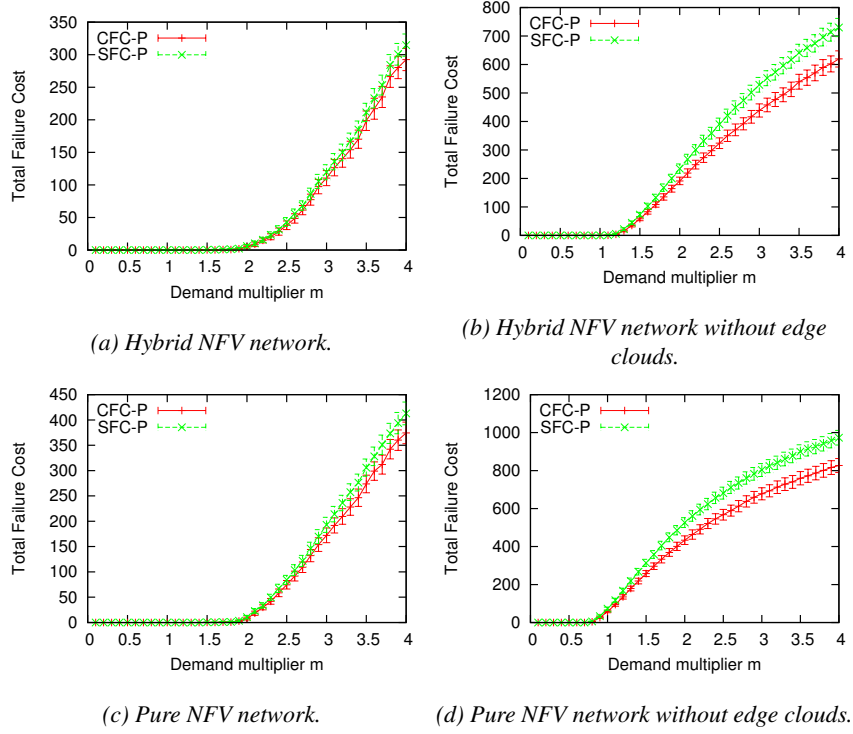 350
300
250
200
150
100
50
0
Total Failure Cost
CFC-P
SFC-P
0 0.5 1 1.5 2 2.5 3 3.5 4
Demand multiplier m
(a) Hybrid NFV network.
800
700
600
500
400
300
200
100
0
Total Failure Cost
CFC-P
SFC-P
0 0.5 1 1.5 2 2.5 3 3.5 4
Demand multiplier m
(b) Hybrid NFV network without edge
clouds.
450
400
350
300
250
200
150
100
50
0
Total Failure Cost
CFC-P
SFC-P
0 0.5 1 1.5 2 2.5 3 3.5 4
Demand multiplier m
(c) Pure NFV network.
1200
1000
800
600
400
200
0
Total Failure Cost
CFC-P
SFC-P
0 0.5 1 1.5 2 2.5 3 3.5 4
Demand multiplier m
(d) Pure NFV network without edge clouds.